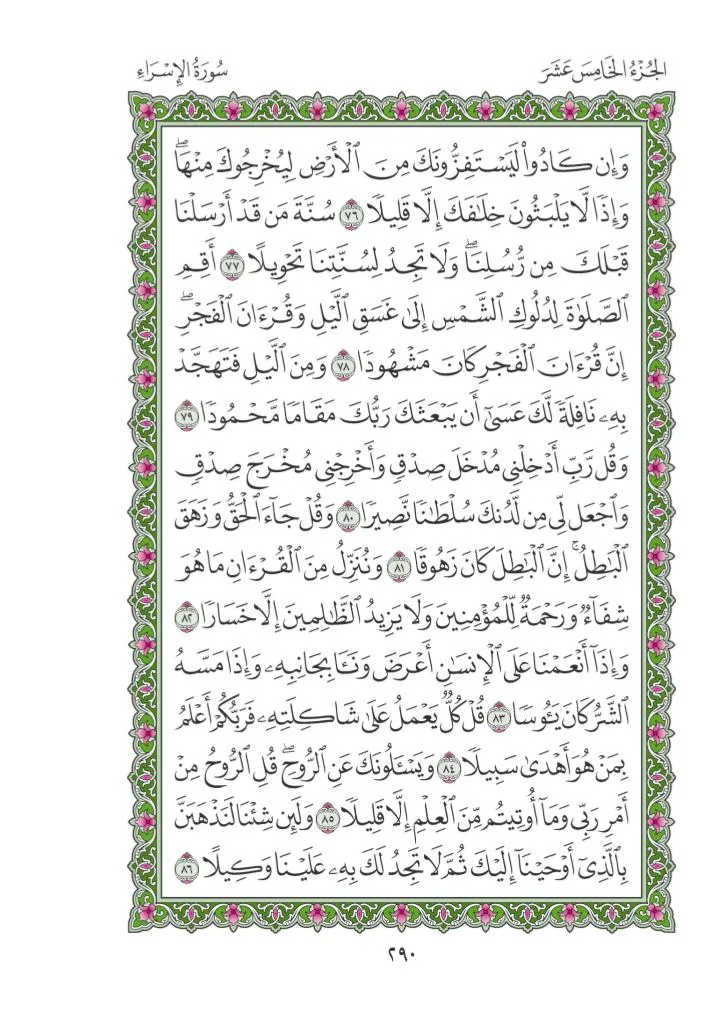 الجُزْءُ الخَامِسَ عَشَرَ
سُورَةُ الإِسْرَاءِ
وَإِن كَادُواْ لَيَسْتَفِزُّونَكَ مِنَ ٱلْأَرْضِ لِيُخْرِجُوكَ مِنْهَاۖ
وَإِذًا لَّا يَلْبَثُونَ خِلَٰفَكَ إِلَّا قَلِيلًا ٧٦ سُنَّةَ مَن قَدْ أَرْسَلْنَا
قَبْلَكَ مِن رُّسُلِنَاۖ وَلَا تَجِدُ لِسُنَّتِنَا تَحْوِيلًا ٧٧ أَقِمِ
ٱلصَّلَوٰةَ لِدُلُوكِ ٱلشَّمْسِ إِلَىٰ غَسَقِ ٱلَّيْلِ وَقُرْءَانَ ٱلْفَجْرِۖ
إِنَّ قُرْءَانَ ٱلْفَجْرِ كَانَ مَشْهُودًا ٧٨ وَمِنَ ٱلَّيْلِ فَتَهَجَّدْ
بِهِۦ نَافِلَةً لَّكَ عَسَىٰٓ أَن يَبْعَثَكَ رَبُّكَ مَقَامًا مَّحْمُودًا ٧٩
وَقُل رَّبِّ أَدْخِلْنِى مُدْخَلَ صِدْقٍ وَأَخْرِجْنِى مُخْرَجَ صِدْقٍ
وَٱجْعَل لِّى مِن لَّدُنكَ سُلْطَٰنًا نَّصِيرًا ٨٠ وَقُلْ جَآءَ ٱلْحَقُّ وَزَهَقَ
ٱلْبَٰطِلُۚ إِنَّ ٱلْبَٰطِلَ كَانَ زَهُوقًا ٨١ وَنُنَزِّلُ مِنَ ٱلْقُرْءَانِ مَا هُوَ
شِفَآءٌ وَرَحْمَةٌ لِّلْمُؤْمِنِينَ وَلَا يَزِيدُ ٱلظَّٰلِمِينَ إِلَّا خَسَارًا ٨٢
وَإِذَآ أَنْعَمْنَا عَلَى ٱلْإِنسَٰنِ أَعْرَضَ وَنَـَٔا بِجَانِبِهِۦ وَإِذَا مَسَّهُ
ٱلشَّرُّ كَانَ يَـُٔوسًا ٨٣ قُلْ كُلٌّ يَعْمَلُ عَلَىٰ شَاكِلَتِهِۦ فَرَبُّكُمْ أَعْلَمُ
بِمَنْ هُوَ أَهْدَىٰ سَبِيلًا ٨٤ وَيَسْـَٔلُونَكَ عَنِ ٱلرُّوحِۖ قُلِ ٱلرُّوحُ مِنْ
أَمْرِ رَبِّى وَمَآ أُوتِيتُم مِّنَ ٱلْعِلْمِ إِلَّا قَلِيلًا ٨٥ وَلَئِن شِئْنَا لَنَذْهَبَنَّ
بِٱلَّذِىٓ أَوْحَيْنَآ إِلَيْكَ ثُمَّ لَا تَجِدُ لَكَ بِهِۦ عَلَيْنَا وَكِيلًا ٨٦
٢٩٠